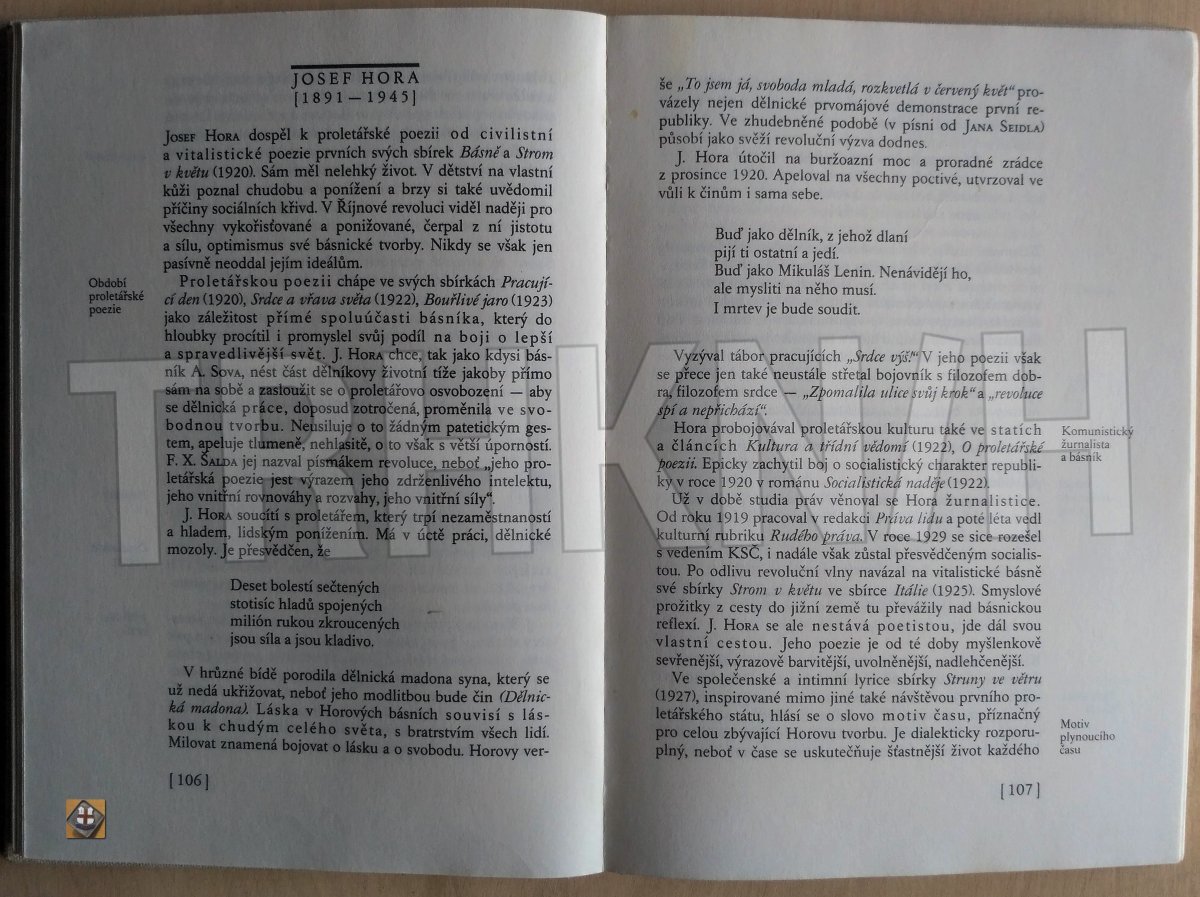 JOSEF HORA
[1891 — 1945]
JOSEF HORA dospěl k proletářské poezii od civilistní
a vitalistické poezie prvních svých sbírek Básně a Strom
v květu (1920). Sám měl nelehký život. V dětství na vlastní
kůži poznal chudobu a ponížení a brzy si také uvědomil
příčiny sociálních křivd. V Říjnové revoluci viděl naději pro
všechny vykořisťované a ponižované, čerpal z ní jistotu
a sílu, optimismus své básnické tvorby. Nikdy se však jen
pasívně neoddal jejím ideálům.
Období
proletářské
poezie
Proletářskou poezii chápe ve svých sbírkách Pracují-
cí den (1920), Srdce a vřava světa (1922), Bouřlivé jaro (1923)
jako záležitost přímé spoluúčasti básníka, který do
hloubky procítil i promyslel svůj podíl na boji o lepší
a spravedlivější svět. J. HORA chce, tak jako kdysi bás-
ník A. SOVA, nést část dělníkovy životní tíže jakoby přímo
sám na sobě a zasloužit se o proletářovo osvobození — aby
se dělnická práce, doposud zotročená, proměnila ve svo-
bodnou tvorbu. Neusiluje o to žádným patetickým ges-
tem, apeluje tlumeně, nehlasitě, o to však s větší úporností.
F. X. ŠALDA jej nazval písmákem revoluce, neboť „jeho pro-
letářská poezie jest výrazem jeho zdrženlivého intelektu,
jeho vnitřní rovnováhy a rozvahy, jeho vnitřní síly“.
J. HORA soucítí s proletářem, který trpí nezaměstnaností
a hladem, lidským ponížením. Má v úctě práci, dělnické
mozoly. Je přesvědčen, že
Deset bolestí sečtených
stotisíc hladů spojených
milión rukou zkroucených
jsou síla a jsou kladivo.
V hrůzné bídě porodila dělnická madona syna, který se
už nedá ukřižovat, neboť jeho modlitbou bude čin (Dělnic-
ká madona). Láska v Horových básních souvisí s lás-
kou k chudým celého světa, s bratrstvím všech lidí.
Milovat znamená bojovat o lásku a o svobodu. Horovy ver-
[106]
še „To jsem já, svoboda mladá, rozkvetlá v červený květ“ pro-
vázely nejen dělnické prvomájové demonstrace první re-
publiky. Ve zhudebněné podobě (v písni od JANA SEIDLA)
působí jako svěží revoluční výzva dodnes.
J. Hora útočil na buržoazní moc a proradné zrádce
z prosince 1920. Apeloval na všechny poctivé, utvrzoval ve
vůli k činům i sama sebe.
Buď jako dělník, z jehož dlaní
pijí ti ostatní a jedí.
Buď jako Mikuláš Lenin. Nenávidějí ho,
ale mysliti na něho musí.
I mrtev je bude soudit.
Vyzýval tábor pracujících „Srdce výš!“ V jeho poezii však
se přece jen také neustále střetal bojovník s filozofem dob-
ra, filozofem srdce — „Zpomalila ulice svůj krok“ a „revoluce
spí a nepřichází“.
Hora probojovával proletářskou kulturu také ve statích
a článcích Kultura a třídní vědomí (1922), O proletářské
poezii. Epicky zachytil boj o socialistický charakter republi-
ky v roce 1920 v románu Socialistická naděje (1922).
Komunistický
žurnalista
a básník
Už v době studia práv věnoval se Hora žurnalistice.
Od roku 1919 pracoval v redakci Práva lidu a poté léta vedl
kulturní rubriku Rudého práva. V roce 1929 se sice rozešel
s vedením KSČ, i nadále však zůstal přesvědčeným socialis-
tou. Po odlivu revoluční vlny navázal na vitalistické básně
své sbírky Strom v květu ve sbírce Itálie (1925). Smyslové
prožitky z cesty do jižní země tu převážily nad básnickou
reflexí. J. HORA se ale nestává poetistou, jde dál svou
vlastní cestou. Jeho poezie je od té doby myšlenkově
sevřenější, výrazově barvitější, uvolněnější, nadlehčenější.
Ve společenské a intimní lyrice sbírky Struny ve větru
(1927), inspirované mimo jiné také návštěvou prvního pro-
letářského státu, hlásí se o slovo motiv času, příznačný
pro celou zbývající Horovu tvorbu. Je dialekticky rozporu-
plný, neboť v čase se uskutečňuje šťastnější život každého
Motiv
plynoucího
času
[107]
TRHKNIH